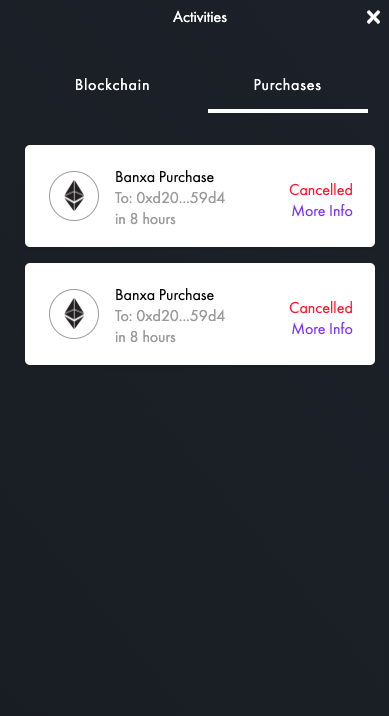 Activities
Blockchain
Purchases
Banxa Purchase
To: 0xd20...59d4
in 8 hours
Cancelled
More Info
Banxa Purchase
To: 0xd20...59d4
in 8 hours
Cancelled
More Info